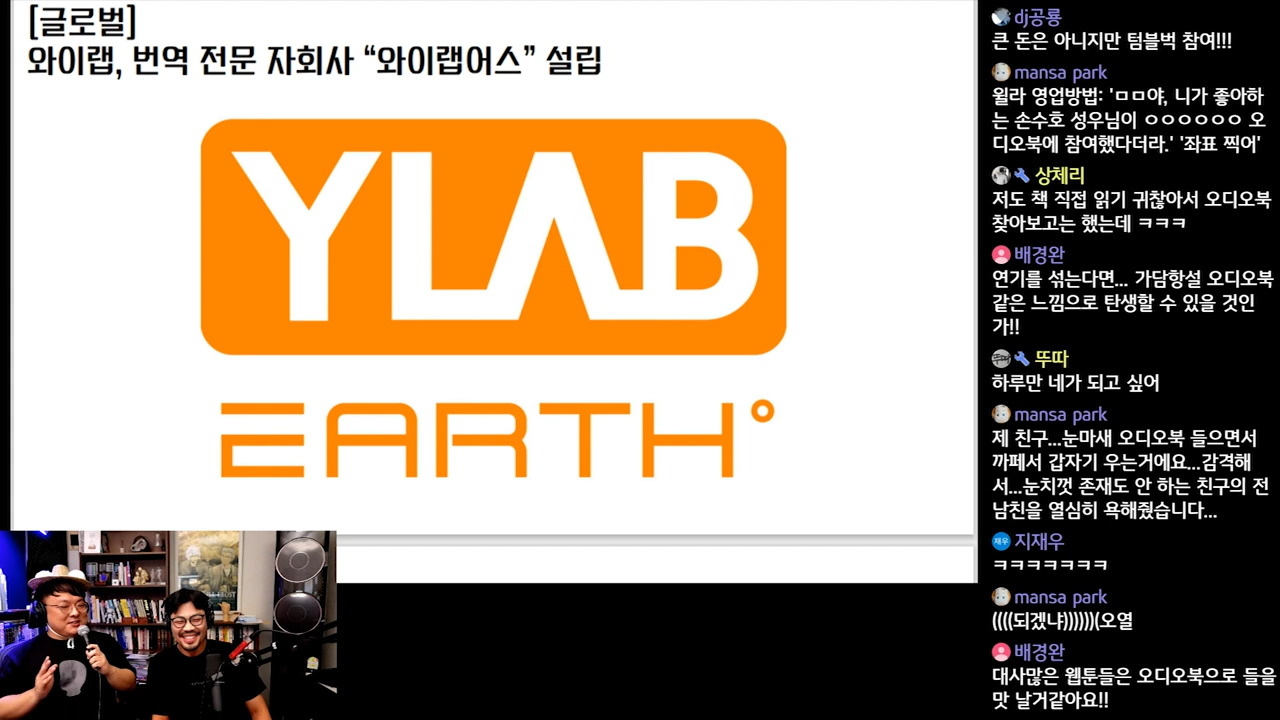 [글로벌]
와이랩, 번역 전문 자회사 “와이랩어스” 설립
YLAB
EARTH°
dj공룡
큰 돈은 아니지만 텀블벅 참여!!!
mansa park
윌라 영업방법: 'ㅁㅁ야, 니가 좋아하
는 손수호 성우님이 ㅇㅇㅇㅇㅇㅇ 오
디오북에 참여했다더라.' '좌표 찍어'
상체리
저도 책 직접 읽기 귀찮아서 오디오북
찾아보고는 했는데 ㅋㅋㅋ
배경완
연기를 섞는다면... 가담항설 오디오북
같은 느낌으로 탄생할 수 있을 것인
가!!
뚜따
하루만 네가 되고 싶어
mansa park
제 친구...눈마새 오디오북 들으면서
까페서 갑자기 우는거에요...감격해
서...눈치껏 존재도 안 하는 친구의 전
남친을 열심히 욕해줬습니다...
재우
지재우
ㅋㅋㅋㅋㅋㅋㅋ
mansa park
((((되겠냐))))))(오열
배경완
대사많은 웹툰들은 오디오북으로 들을
맛 날거같아요!!